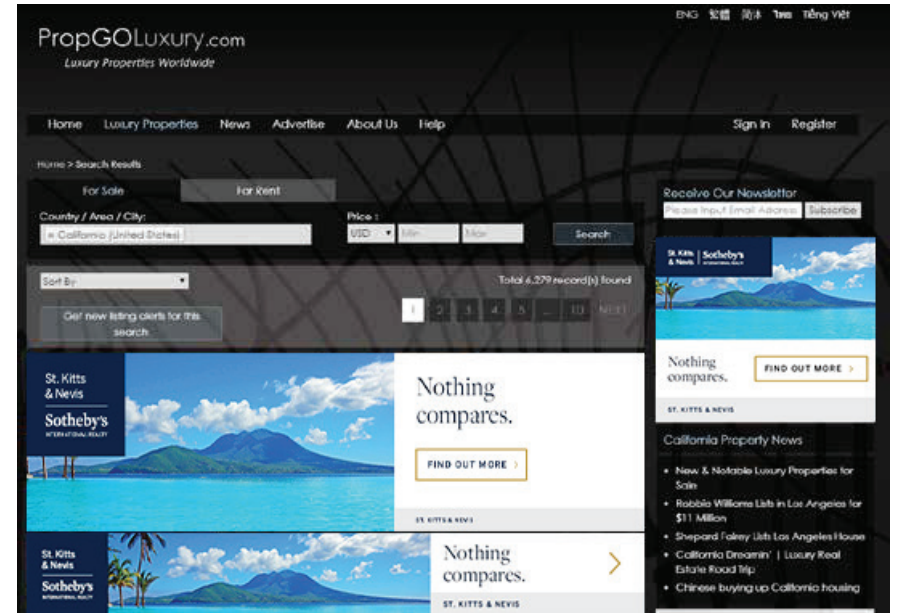 ENG 繁體 简体 ไทย Tiếng Việt
PropGOLuxury.com
Luxury Properties Worldwide
Home Luxury Properties News Advertise About Us Help Sign In Register
Home > Search Results
For Sale For Rent
Country / Area / City:
Price :
× California (United States)
USD Min Max Search
Sort By
Total 6,279 record(s) found
1 2 3 4 5 ... NEXT
Get new listing alerts for this
search
St. Kitts
& Nevis
Sotheby's
INTERNATIONAL REALTY
Nothing
compares.
FIND OUT MORE >
ST. KITTS & NEVIS
St. Kitts
& Nevis
Sotheby's
Nothing
compares.
ST. KITTS & NEVIS
Receive Our Newsletter
Please Input Email Address Subscribe
St. Kitts
& Nevis
Sotheby's
INTERNATIONAL REALTY
Nothing
compares.
FIND OUT MORE >
ST. KITTS & NEVIS
California Property News
• New & Notable Luxury Properties for
Sale
• Robbie Williams Lists in Los Angeles for
$11 Million
• Shepard Fairey Lists Los Angeles House
• California Dreamin' | Luxury Real
Estate Road Trip
• Chinese buying up California housing